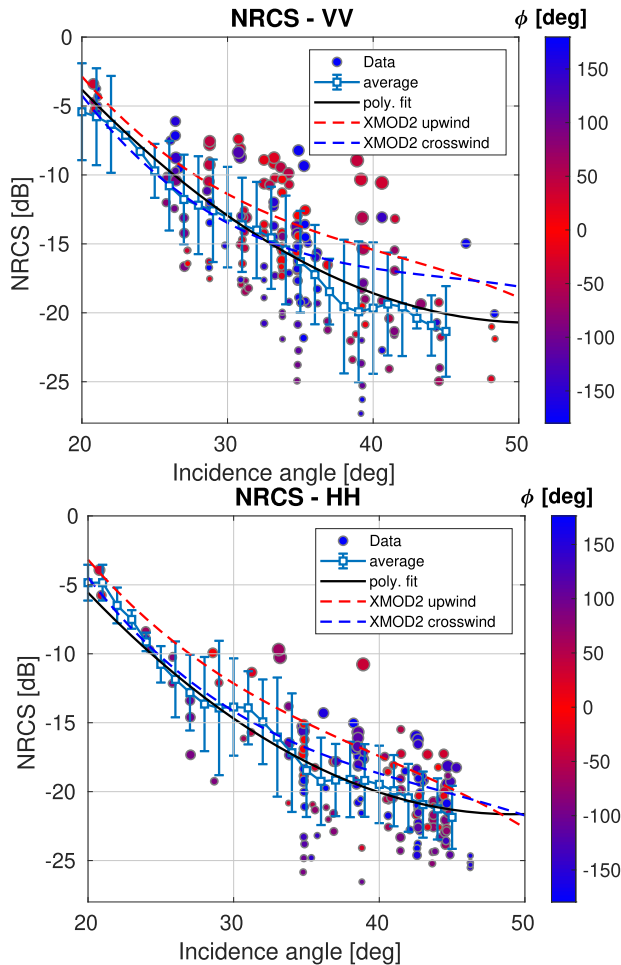 NRCS - VV
ϕ [deg]
0
-5
-10
-15
-20
-25
NRCS [dB]
Data
average
poly. fit
XMOD2 upwind
XMOD2 crosswind
150
100
50
0
-50
-100
-150
20
30
40
50
Incidence angle [deg]
NRCS - HH
ϕ [deg]
0
-5
-10
-15
-20
-25
NRCS [dB]
Data
average
poly. fit
XMOD2 upwind
XMOD2 crosswind
150
100
50
0
-50
-100
-150
20
30
40
50
Incidence angle [deg]